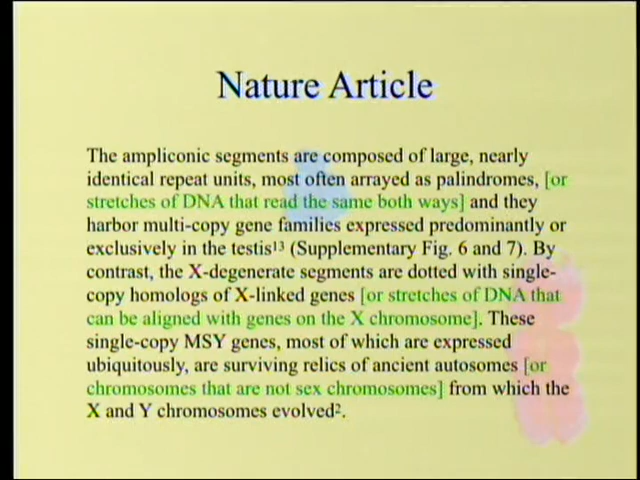 Nature Article
The ampliconic segments are composed of large, nearly
identical repeat units, most often arrayed as palindromes, [or
stretches of DNA that read the same both ways] and they
harbor multi-copy gene families expressed predominantly or
exclusively in the testis¹³ (Supplementary Fig. 6 and 7). By
contrast, the X-degenerate segments are dotted with single-
copy homologs of X-linked genes [or stretches of DNA that
can be aligned with genes on the X chromosome]. These
single-copy MSY genes, most of which are expressed
ubiquitously, are surviving relics of ancient autosomes [or
chromosomes that are not sex chromosomes] from which the
X and Y chromosomes evolved².